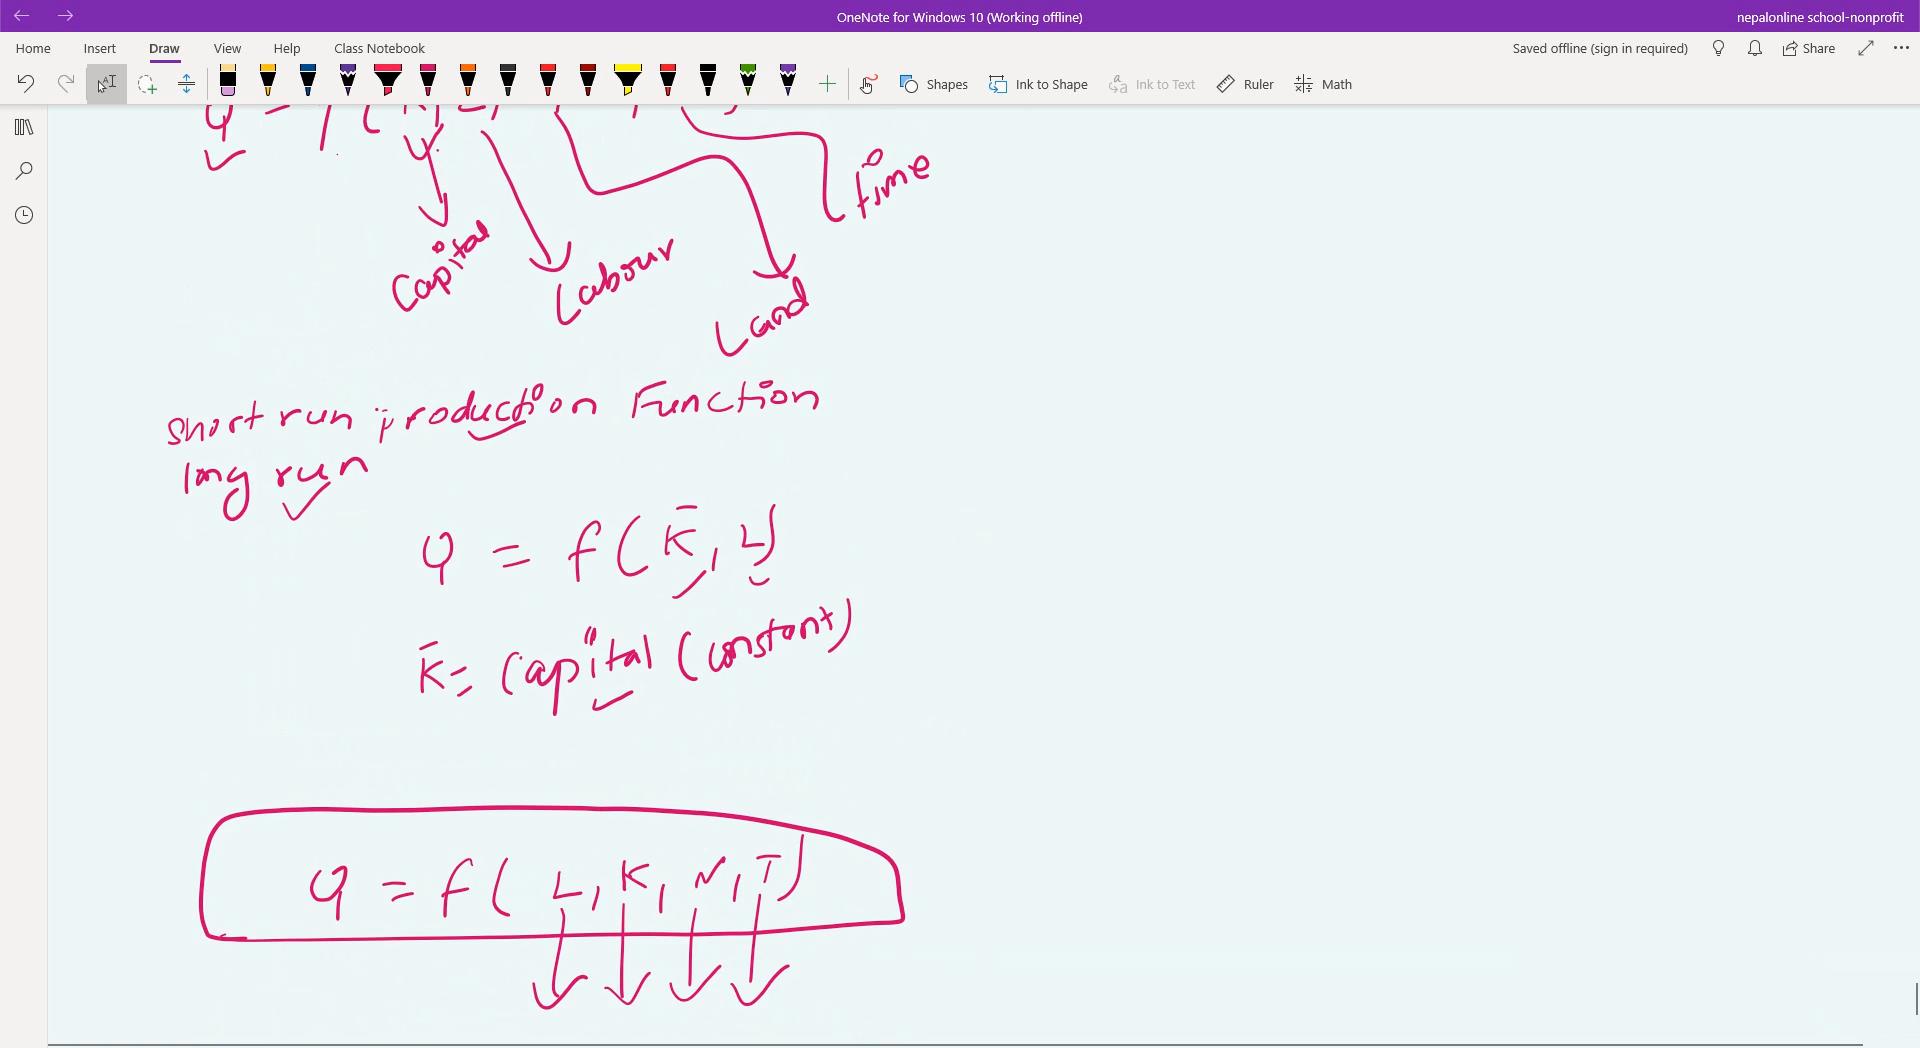 OneNote for Windows 10 (Working offline)
nepalonline school-nonprofit
Home Insert Draw View Help Class Notebook
Saved offline (sign in required) Share
Shapes Ink to Shape Ink to Text Ruler Math
time
Capital
Labour
Land
Short run production Function
long run
Q = f(K̄, L)
K̄ = Capital (Constant)
Q = f( L, K, N, T)